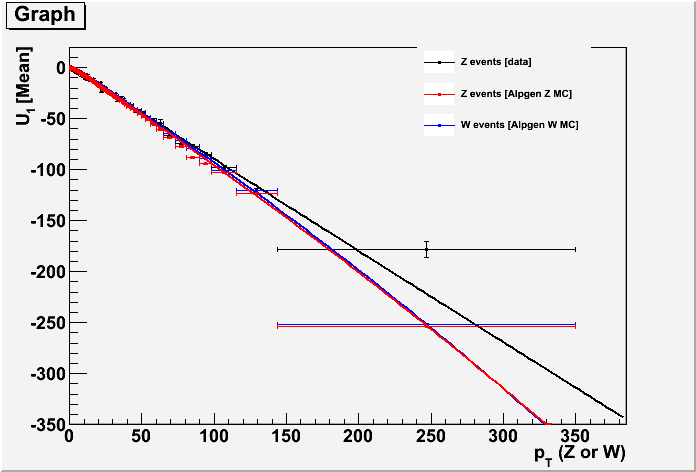 Graph
U1 [Mean]
0
-50
-100
-150
-200
-250
-300
-350
Z events [data]
Z events [Alpgen Z MC]
W events [Alpgen W MC]
0 50 100 150 200 250 300 350
pT (Z or W)